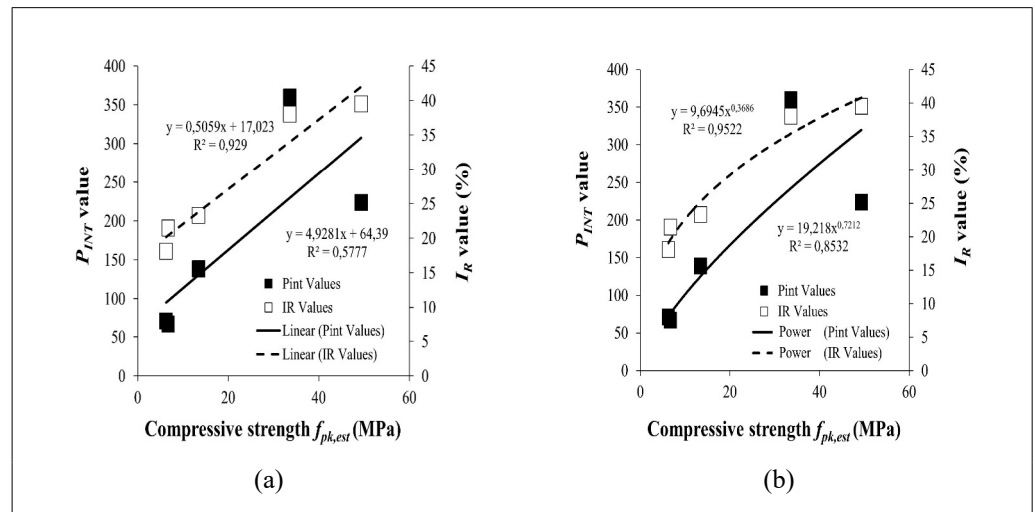 400
350
300
250
200
150
100
50
0
P_INT value
45
40
35
30
25
20
15
10
5
0
I_R value (%)
y = 0,5059x + 17,023
R² = 0,929
y = 4,9281x + 64,39
R² = 0,5777
Pint Values
IR Values
Linear (Pint Values)
Linear (IR Values)
0 20 40 60
Compressive strength f_pk,est (MPa)
(a)
400
350
300
250
200
150
100
50
0
P_INT value
45
40
35
30
25
20
15
10
5
0
I_R value (%)
y = 9,6945x^0,3686
R² = 0,9522
y = 19,218x^0,7212
R² = 0,8532
Pint Values
IR Values
Power (Pint Values)
Power (IR Values)
0 20 40 60
Compressive strength f_pk,est (MPa)
(b)